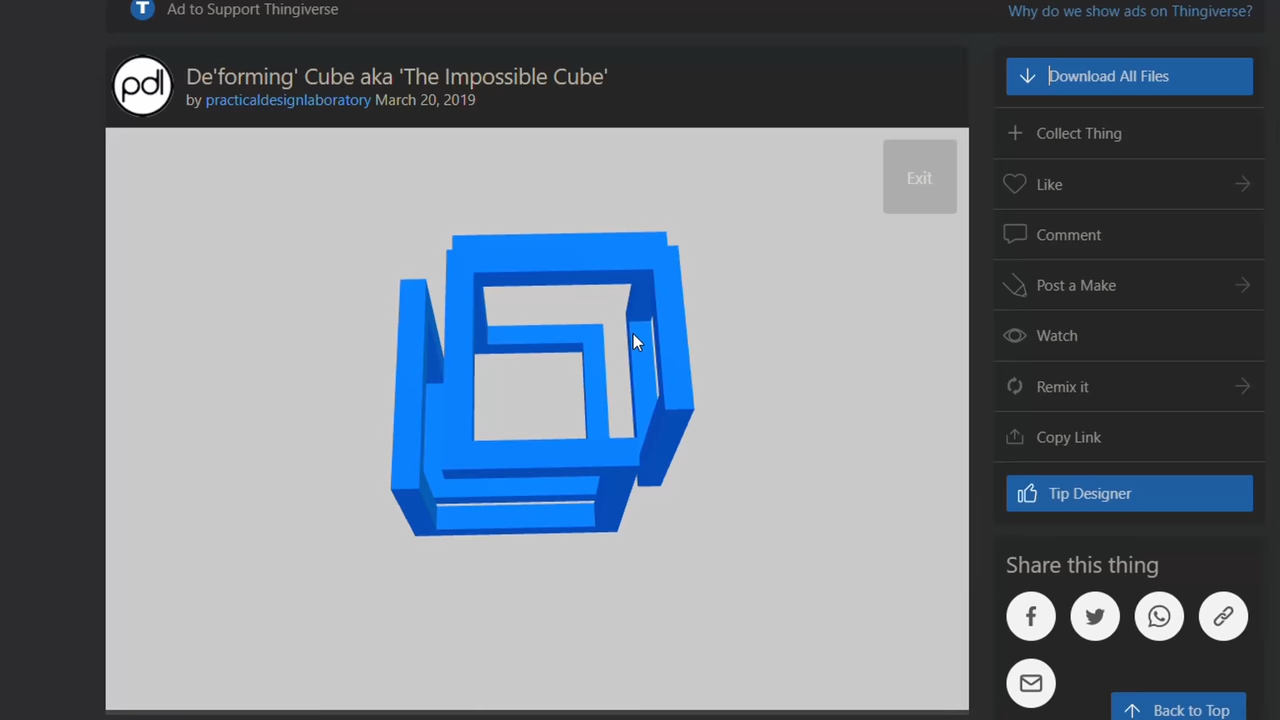 T Ad to Support Thingiverse
Why do we show ads on Thingiverse?
pdl
De'forming' Cube aka 'The Impossible Cube'
by practicaldesignlaboratory March 20, 2019
Exit
Download All Files
Collect Thing
Like
Comment
Post a Make
Watch
Remix it
Copy Link
Tip Designer
Share this thing
Back to Top